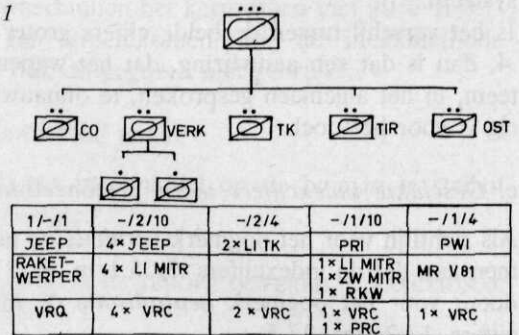 1
CO VERK TK TIR OST
1/-/1 -/2/10 -/2/4 -/1/10 -/1/4
JEEP 4×JEEP 2×LITK PRI PWI
RAKET-WERPER 4× LI MITR 1×LI MITR MR V81
1×ZW MITR
1×RKW
VRQ 4× VRC 2× VRC 1× VRC 1× VRC
1× PRC